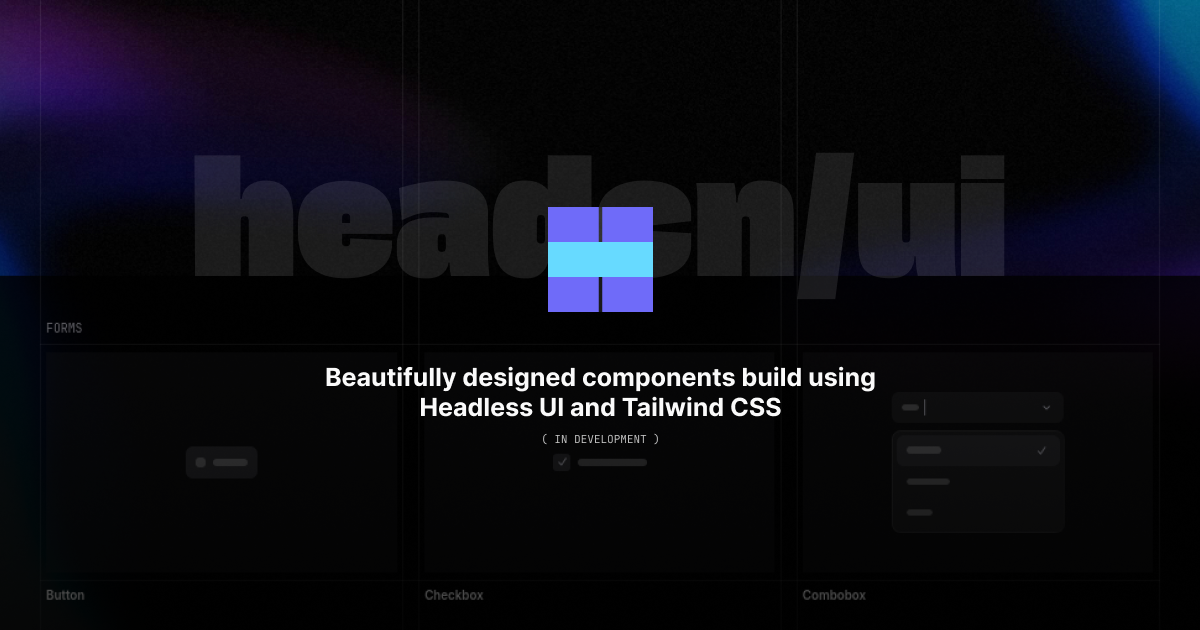 headcn/ui
FORMS
Beautifully designed components build using
Headless UI and Tailwind CSS
( IN DEVELOPMENT )
Button
Checkbox
Combobox